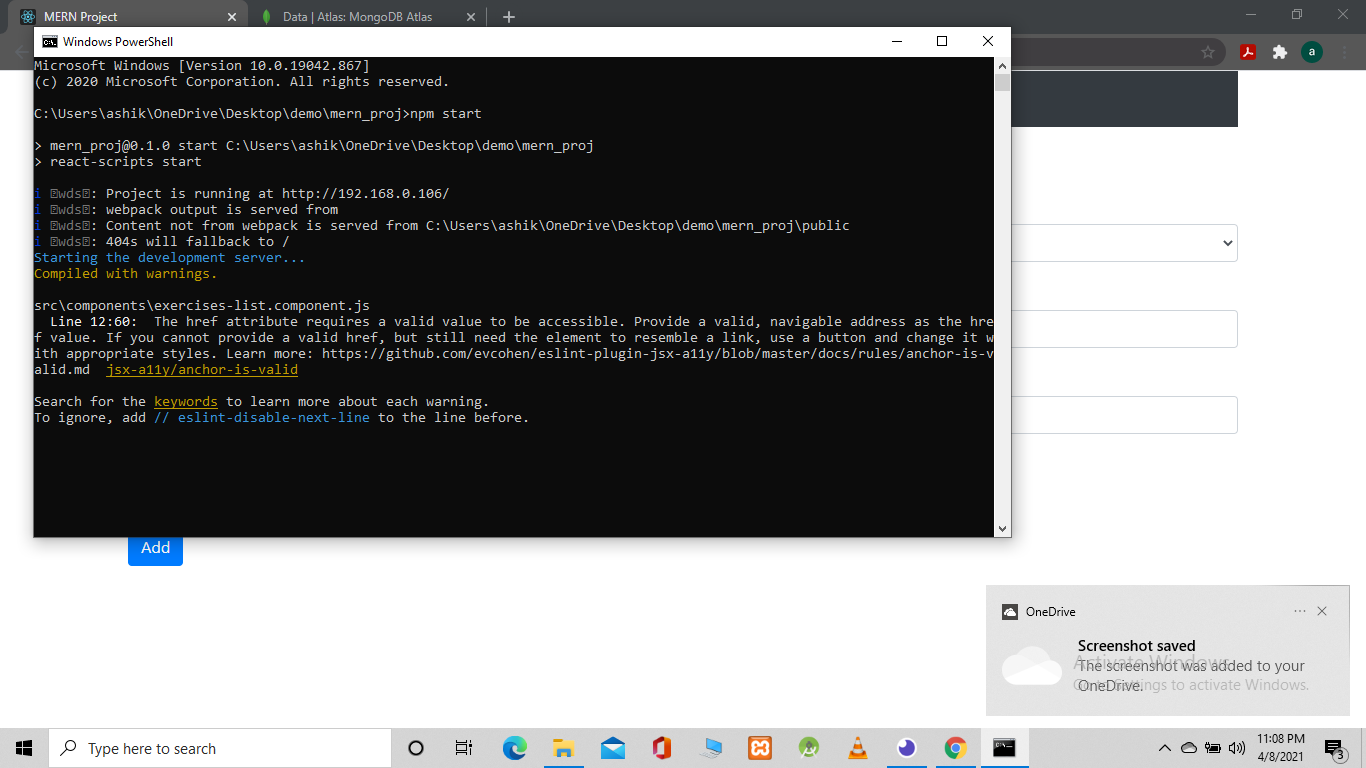 MERN Project
Data | Atlas: MongoDB Atlas
Windows PowerShell
a
Microsoft Windows [Version 10.0.19042.867]
(c) 2020 Microsoft Corporation. All rights reserved.
C:\Users\ashik\OneDrive\Desktop\demo\mern_proj>npm start
> mern_proj@0.1.0 start C:\Users\ashik\OneDrive\Desktop\demo\mern_proj
> react-scripts start
i ⍰wds⍰: Project is running at http://192.168.0.106/
i ⍰wds⍰: webpack output is served from
i ⍰wds⍰: Content not from webpack is served from C:\Users\ashik\OneDrive\Desktop\demo\mern_proj\public
i ⍰wds⍰: 404s will fallback to /
Starting the development server...
Compiled with warnings.
src\components\exercises-list.component.js
Line 12:60:  The href attribute requires a valid value to be accessible. Provide a valid, navigable address as the hre
f value. If you cannot provide a valid href, but still need the element to resemble a link, use a button and change it w
ith appropriate styles. Learn more: https://github.com/evcohen/eslint-plugin-jsx-a11y/blob/master/docs/rules/anchor-is-v
alid.md  jsx-a11y/anchor-is-valid
Search for the keywords to learn more about each warning.
To ignore, add // eslint-disable-next-line to the line before.
Add
OneDrive
Screenshot saved
Activate Windows
The screenshot was added to your
OneDrive.
Go to Settings to activate Windows.
Type here to search
11:08 PM
4/8/2021
3